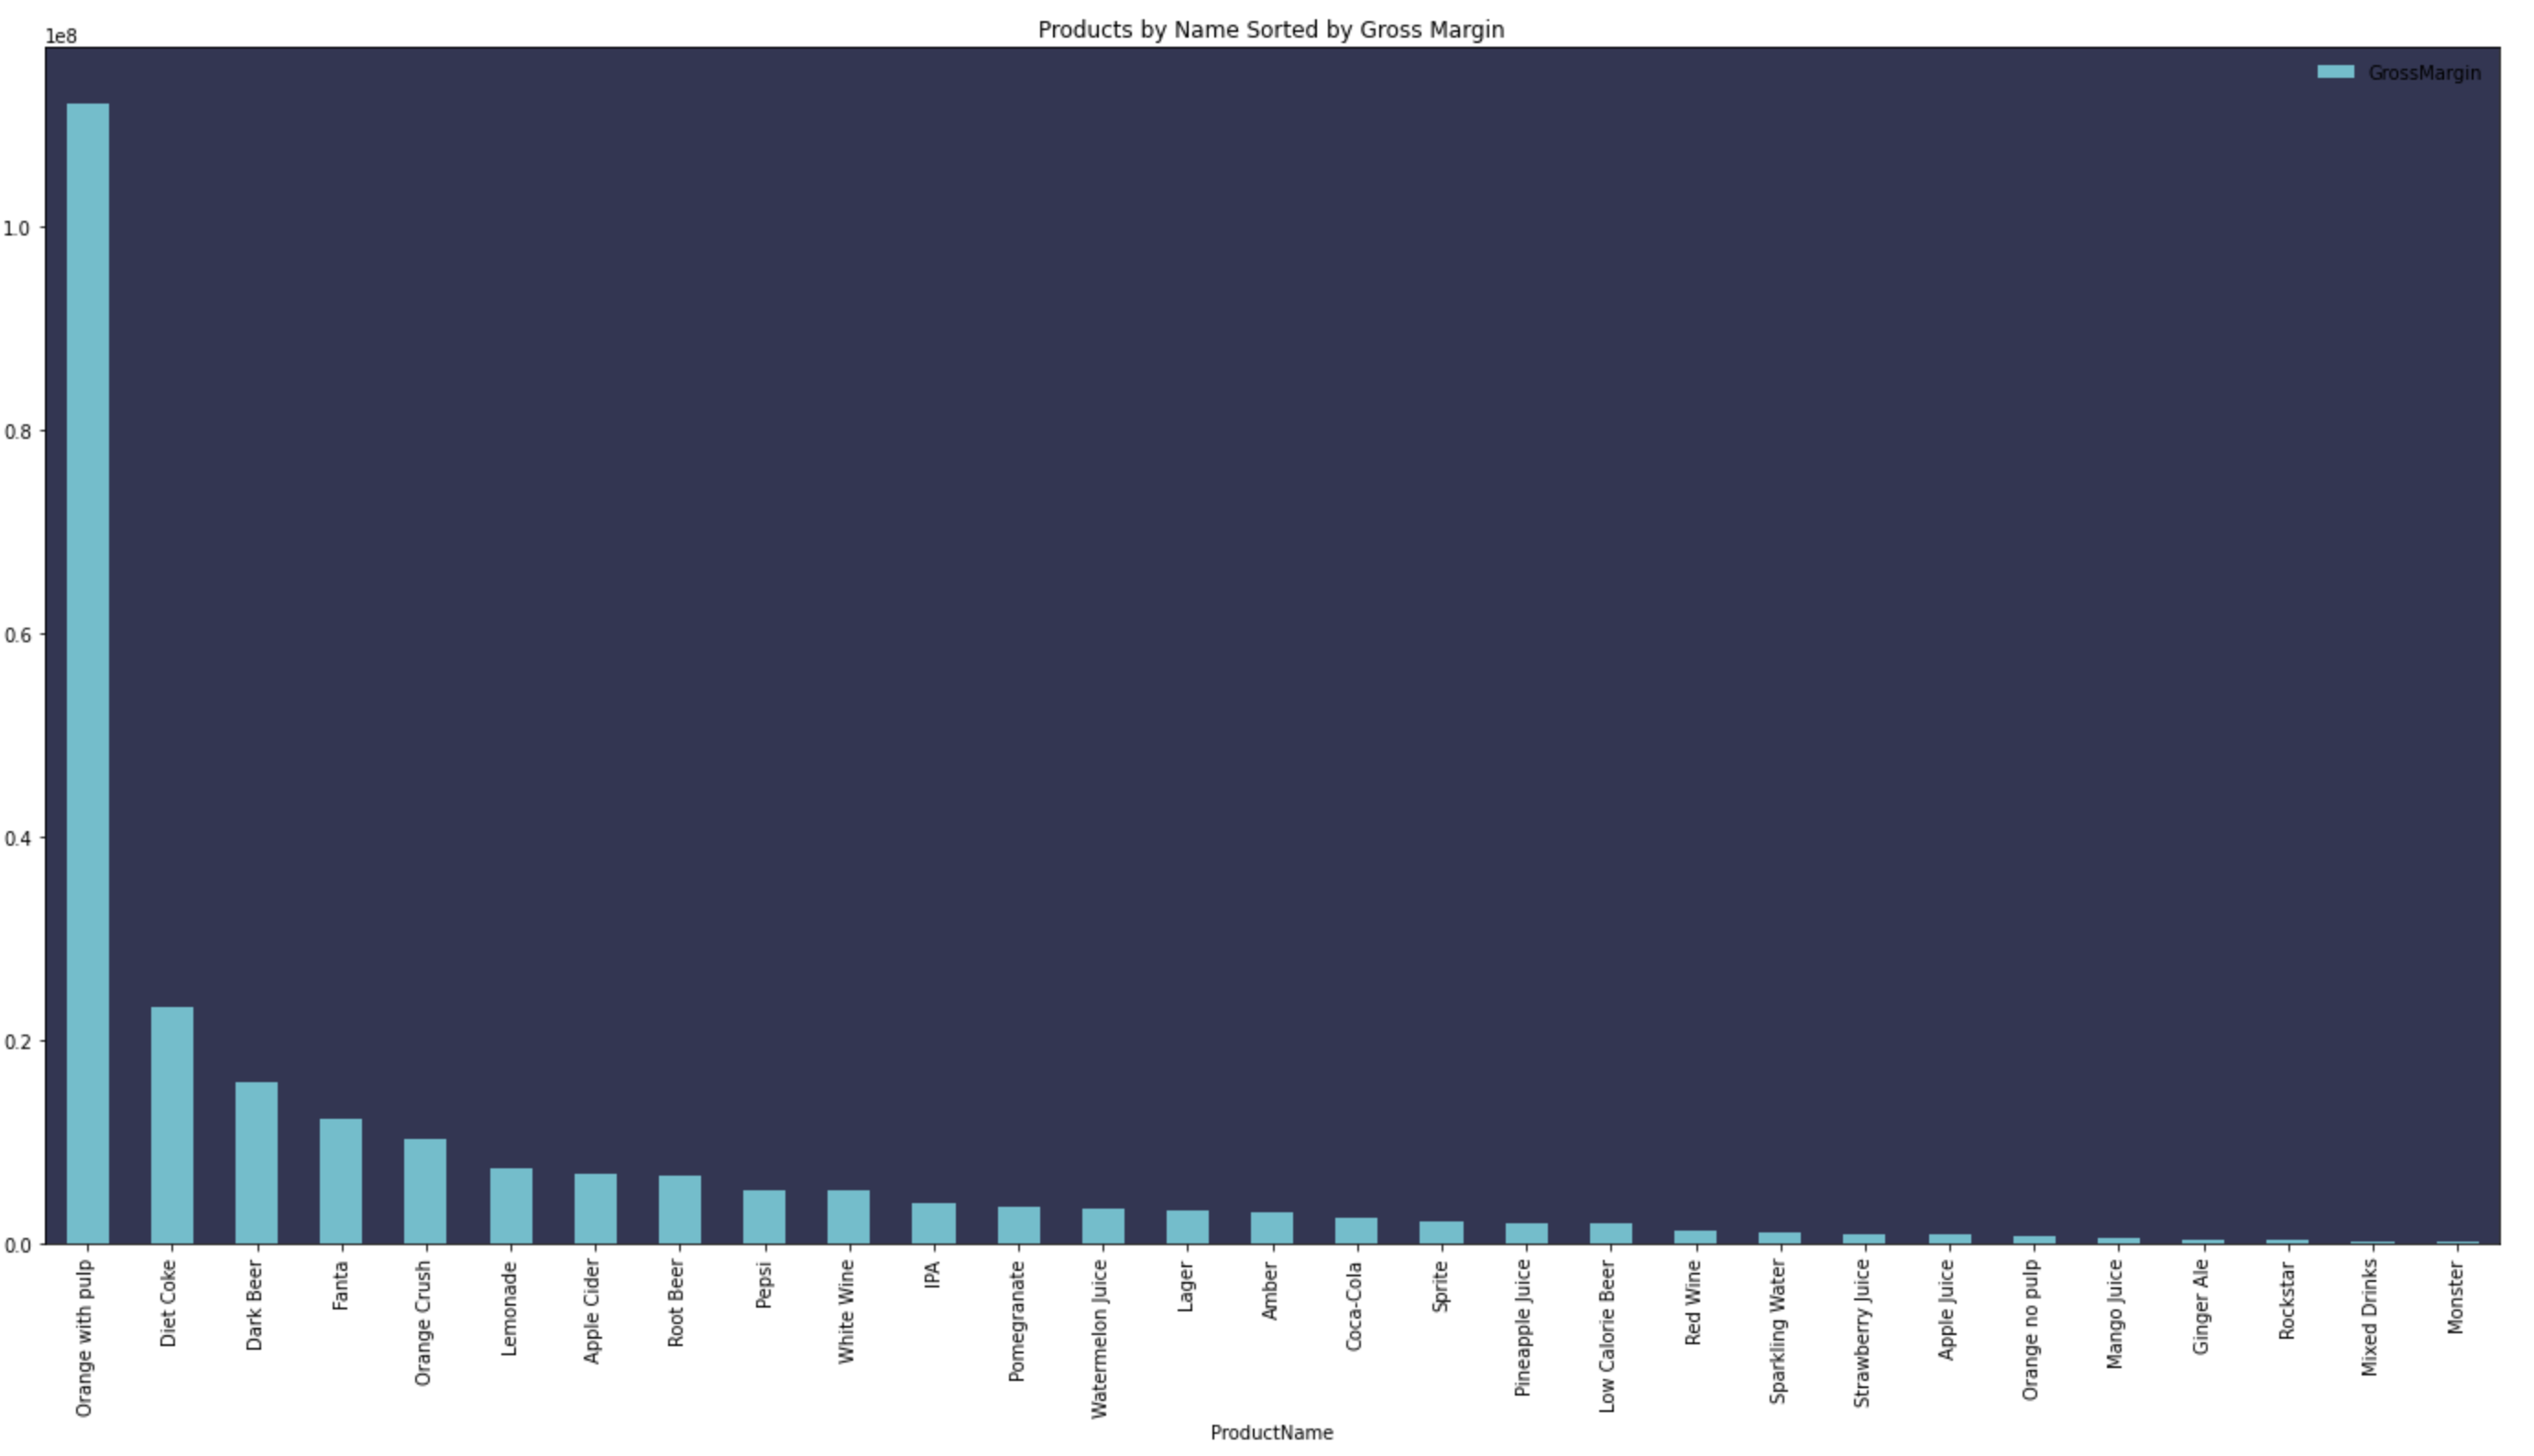 Products by Name Sorted by Gross Margin
1e8
GrossMargin
1.0
0.8
0.6
0.4
0.2
0.0
Orange with pulp
Diet Coke
Dark Beer
Fanta
Orange Crush
Lemonade
Apple Cider
Root Beer
Pepsi
White Wine
IPA
Pomegranate
Watermelon Juice
Lager
Amber
Coca-Cola
Sprite
Pineapple Juice
Low Calorie Beer
Red Wine
Sparkling Water
Strawberry Juice
Apple Juice
Orange no pulp
Mango Juice
Ginger Ale
Rockstar
Mixed Drinks
Monster
ProductName